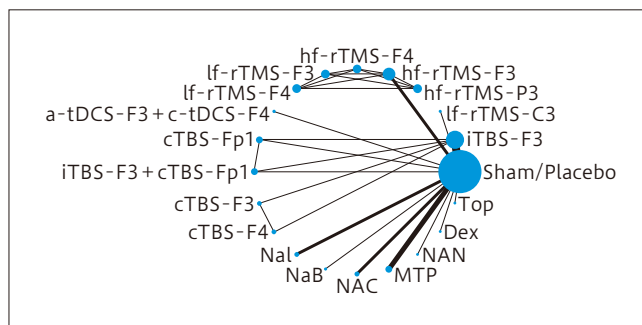 hf-rTMS-F4
lf-rTMS-F3
hf-rTMS-F3
lf-rTMS-F4
hf-rTMS-P3
a-tDCS-F3+c-tDCS-F4
lf-rTMS-C3
cTBS-Fp1
iTBS-F3
iTBS-F3+cTBS-Fp1
Sham/Placebo
cTBS-F3
Top
cTBS-F4
Dex
Nal
NAN
NaB
MTP
NAC